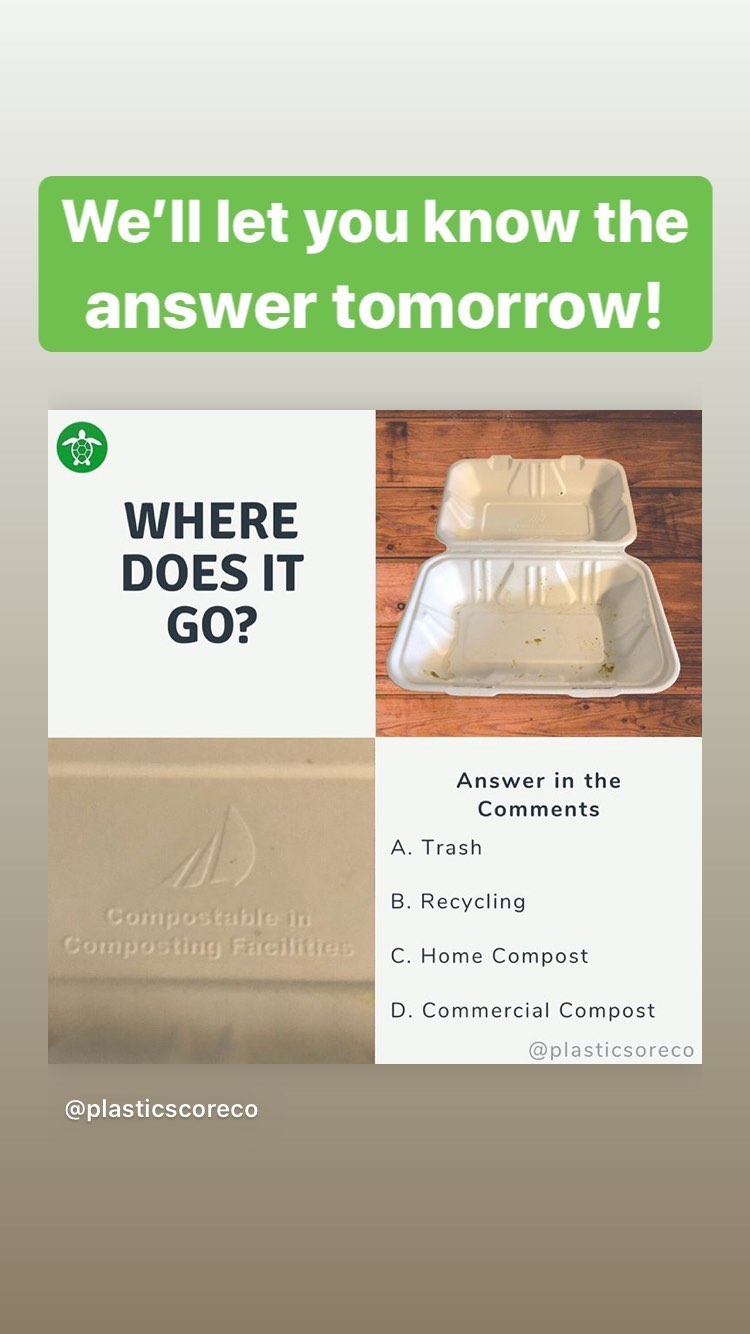 We’ll let you know the
answer tomorrow!
WHERE
DOES IT
GO?
Compostable in
Composting Facilities
Answer in the
Comments
A. Trash
B. Recycling
C. Home Compost
D. Commercial Compost
@plasticsoreco
@plasticscoreco